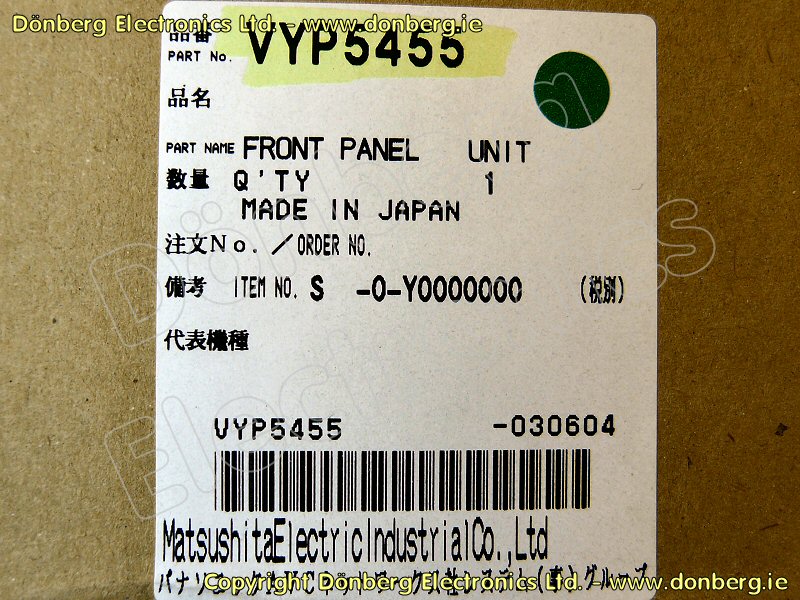 Dönberg Electronics Ltd. - www.donberg.ie
品番
PART No. VYP5455
品名
PART NAME FRONT PANEL UNIT
数量 Q'TY 1
MADE IN JAPAN
注文No. / ORDER NO.
備考 ITEM NO. S -0-Y0000000 (税別)
代表機種
VYP5455 -030604
MatsushitaElectricIndustrialCo.,Ltd
Copyright Dönberg Electronics Ltd. - www.donberg.ie
Dönberg
Electronics